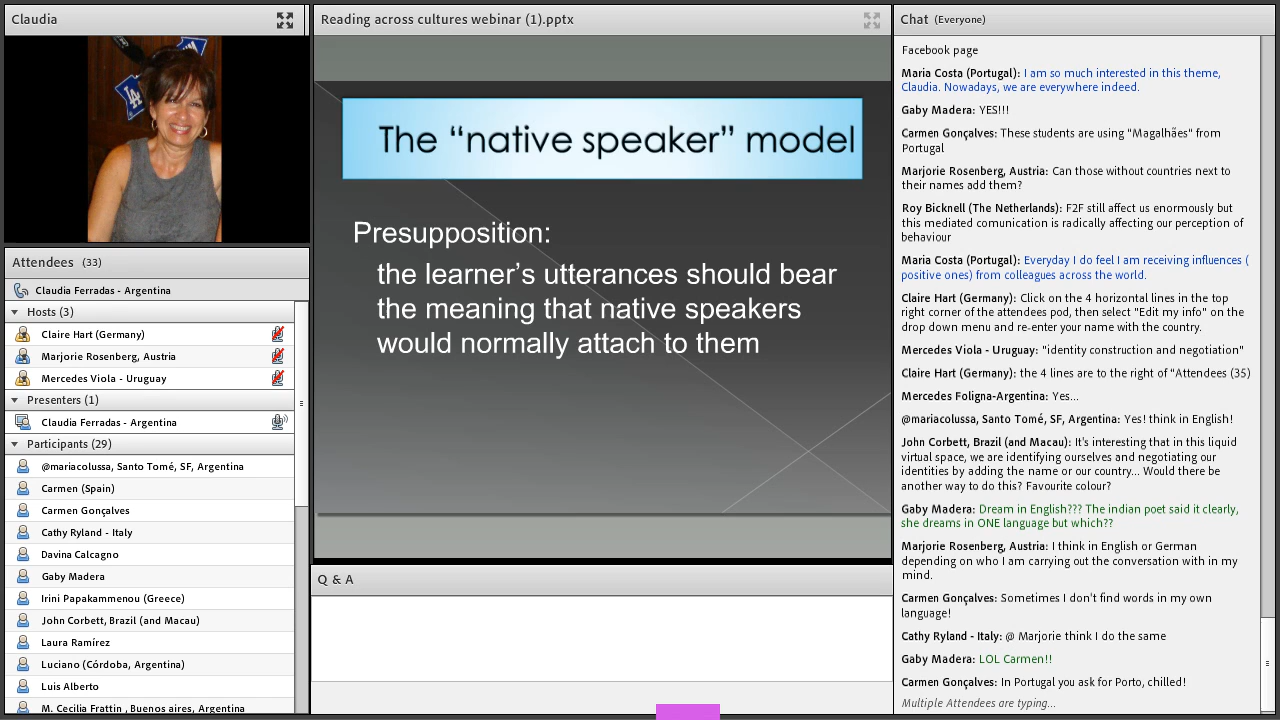 Claudia
LA
Attendees (33)
Claudia Ferradas - Argentina
Hosts (3)
Claire Hart (Germany)
Marjorie Rosenberg, Austria
Mercedes Viola - Uruguay
Presenters (1)
Claudia Ferradas - Argentina
Participants (29)
@mariacolussa, Santo Tomé, SF, Argentina
Carmen (Spain)
Carmen Gonçalves
Cathy Ryland - Italy
Davina Calcagno
Gaby Madera
Irini Papakammenou (Greece)
John Corbett, Brazil (and Macau)
Laura Ramírez
Luciano (Córdoba, Argentina)
Luis Alberto
M. Cecilia Frattin , Buenos aires, Argentina
Reading across cultures webinar (1).pptx
The “native speaker” model
Presupposition:
the learner’s utterances should bear
the meaning that native speakers
would normally attach to them
Q & A
Chat (Everyone)
Facebook page
Maria Costa (Portugal): I am so much interested in this theme,
Claudia. Nowadays, we are everywhere indeed.
Gaby Madera: YES!!!
Carmen Gonçalves: These students are using "Magalhães" from
Portugal
Marjorie Rosenberg, Austria: Can those without countries next to
their names add them?
Roy Bicknell (The Netherlands): F2F still affect us enormously but
this mediated comunication is radically affecting our perception of
behaviour
Maria Costa (Portugal): Everyday I do feel I am receiving influences (
positive ones) from colleagues across the world.
Claire Hart (Germany): Click on the 4 horizontal lines in the top
right corner of the attendees pod, then select "Edit my info" on the
drop down menu and re-enter your name with the country.
Mercedes Viola - Uruguay: "identity construction and negotiation"
Claire Hart (Germany): the 4 lines are to the right of "Attendees (35)
Mercedes Foligna-Argentina: Yes...
@mariacolussa, Santo Tomé, SF, Argentina: Yes! think in English!
John Corbett, Brazil (and Macau): It's interesting that in this liquid
virtual space, we are identifying ourselves and negotiating our
identities by adding the name or our country... Would there be
another way to do this? Favourite colour?
Gaby Madera: Dream in English??? The indian poet said it clearly,
she dreams in ONE language but which??
Marjorie Rosenberg, Austria: I think in English or German
depending on who I am carrying out the conversation with in my
mind.
Carmen Gonçalves: Sometimes I don't find words in my own
language!
Cathy Ryland - Italy: @ Marjorie think I do the same
Gaby Madera: LOL Carmen!!
Carmen Gonçalves: In Portugal you ask for Porto, chilled!
Multiple Attendees are typing...